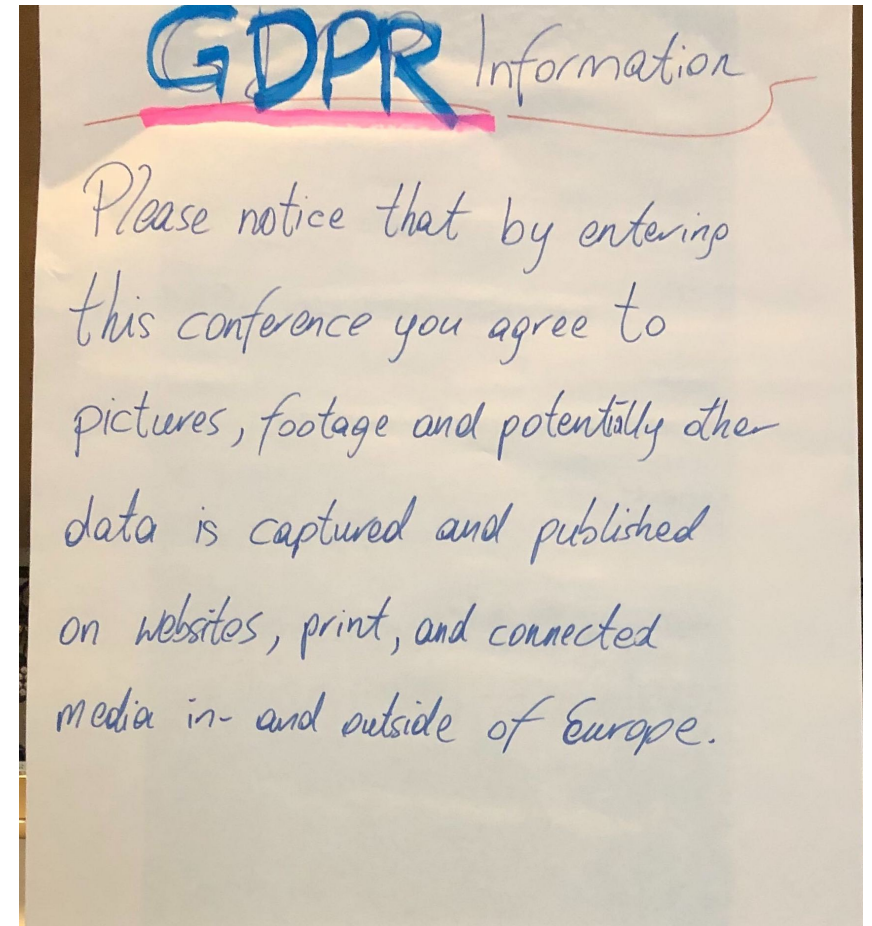 GDPR Information
Please notice that by entering
this conference you agree to
pictures, footage and potentially other
data is captured and published
on websites, print, and connected
media in- and outside of Europe.